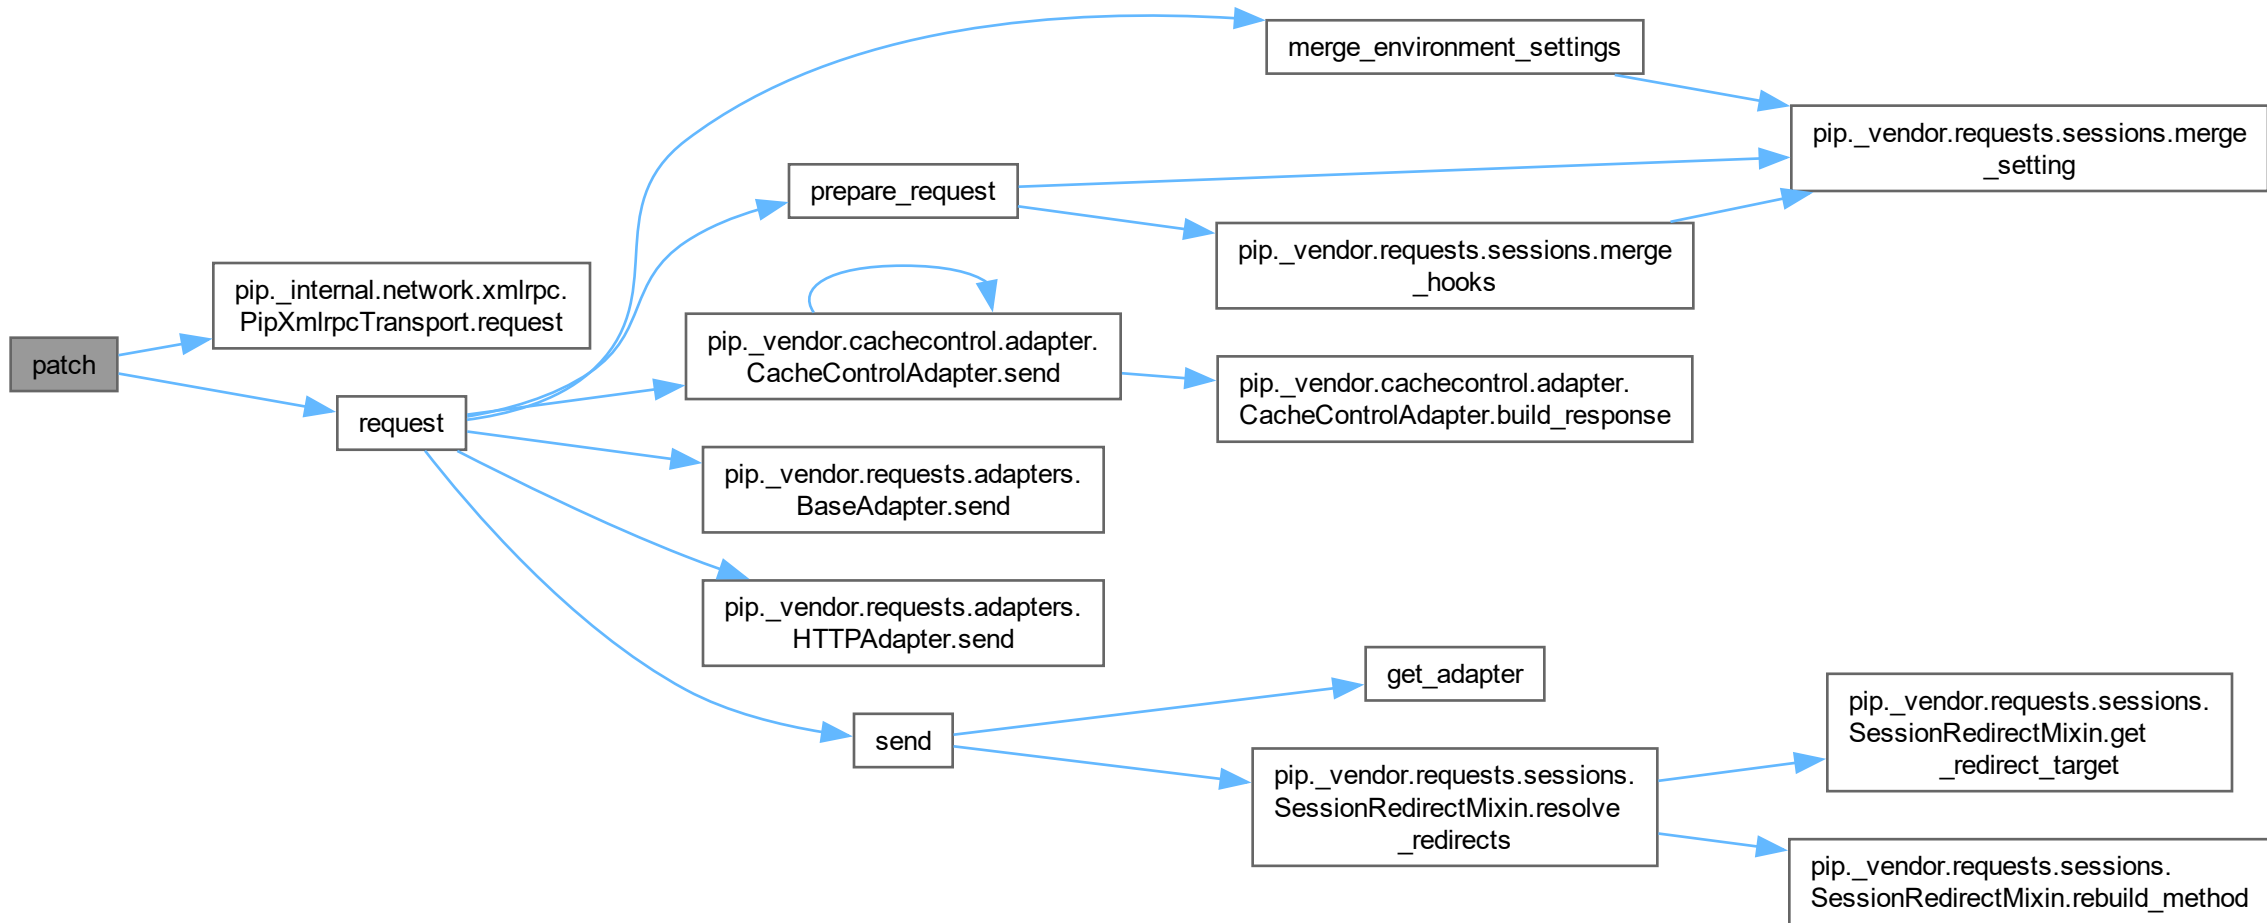 merge_environment_settings
pip._vendor.requests.sessions.merge
_setting
prepare_request
pip._vendor.requests.sessions.merge
_hooks
pip._internal.network.xmlrpc.
PipXmlrpcTransport.request
pip._vendor.cachecontrol.adapter.
CacheControlAdapter.send
patch
pip._vendor.cachecontrol.adapter.
CacheControlAdapter.build_response
request
pip._vendor.requests.adapters.
BaseAdapter.send
pip._vendor.requests.adapters.
HTTPAdapter.send
get_adapter
pip._vendor.requests.sessions.
SessionRedirectMixin.get
_redirect_target
send
pip._vendor.requests.sessions.
SessionRedirectMixin.resolve
_redirects
pip._vendor.requests.sessions.
SessionRedirectMixin.rebuild_method